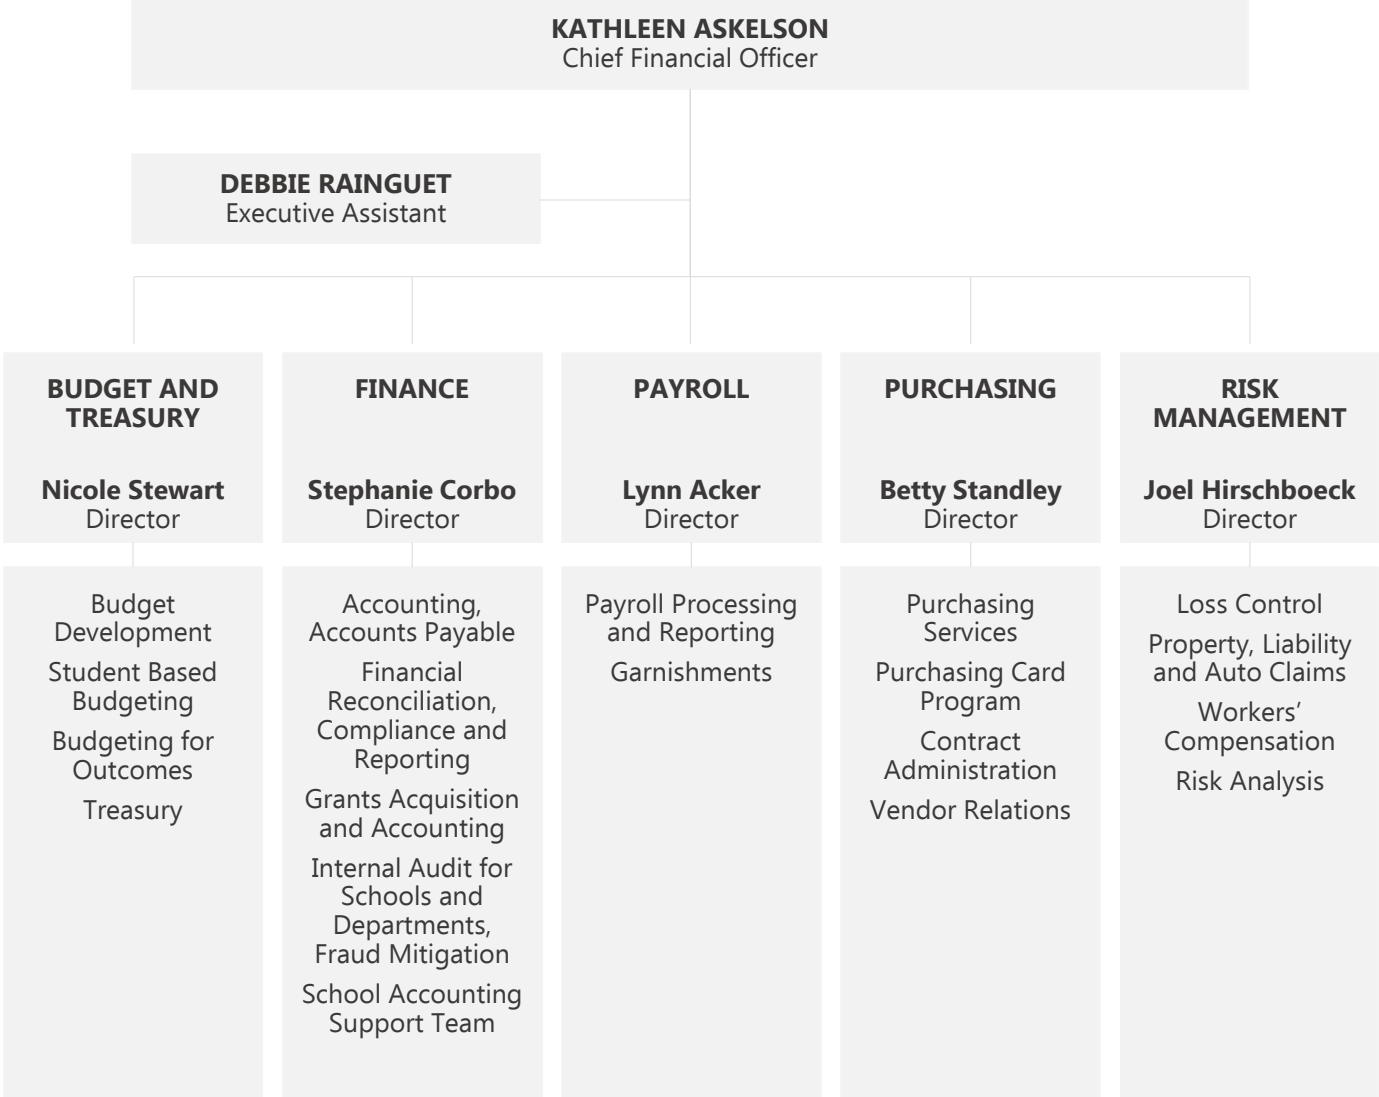 KATHLEEN ASKELSON
Chief Financial Officer
DEBBIE RAINGUET
Executive Assistant
BUDGET AND
TREASURY
Nicole Stewart
Director
Budget
Development
Student Based
Budgeting
Budgeting for
Outcomes
Treasury
FINANCE
Stephanie Corbo
Director
Accounting,
Accounts Payable
Financial
Reconciliation,
Compliance and
Reporting
Grants Acquisition
and Accounting
Internal Audit for
Schools and
Departments,
Fraud Mitigation
School Accounting
Support Team
PAYROLL
Lynn Acker
Director
Payroll Processing
and Reporting
Garnishments
PURCHASING
Betty Standley
Director
Purchasing
Services
Purchasing Card
Program
Contract
Administration
Vendor Relations
RISK
MANAGEMENT
Joel Hirschboeck
Director
Loss Control
Property, Liability
and Auto Claims
Workers’
Compensation
Risk Analysis